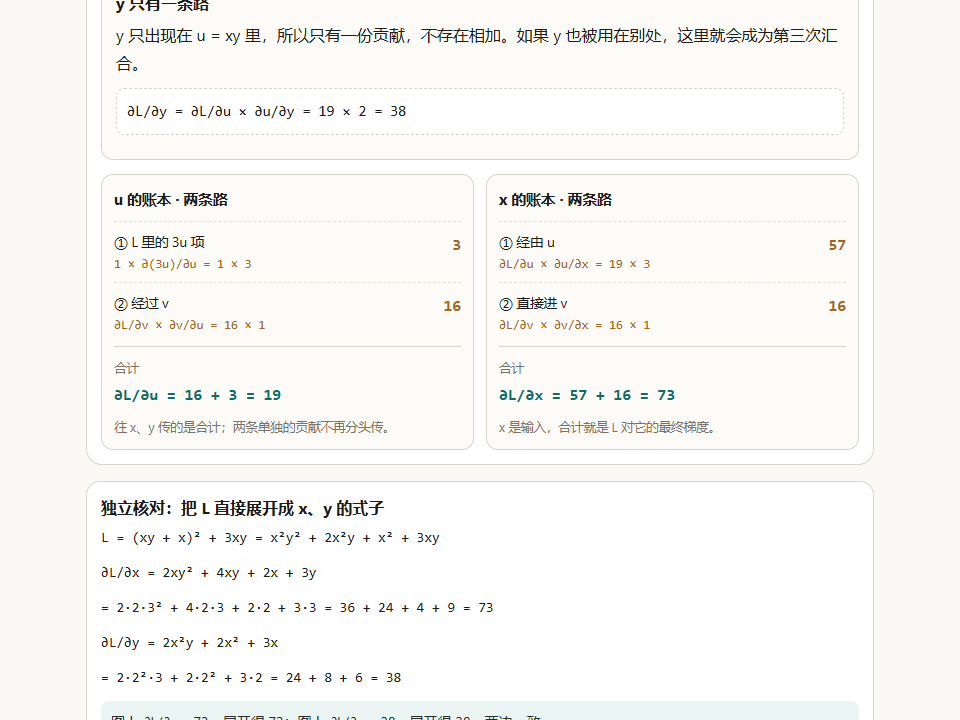 y 只有一条路
y 只出现在 u = xy 里，所以只有一份贡献，不存在相加。如果 y 也被用在别处，这里就会成为第三次汇
合。
∂L/∂y = ∂L/∂u × ∂u/∂y = 19 × 2 = 38
u 的账本 · 两条路
① L 里的 3u 项
3
1 × ∂(3u)/∂u = 1 × 3
② 经过 v
16
∂L/∂v × ∂v/∂u = 16 × 1
合计
∂L/∂u = 16 + 3 = 19
往 x、y 传的是合计；两条单独的贡献不再分头传。
x 的账本 · 两条路
① 经由 u
57
∂L/∂u × ∂u/∂x = 19 × 3
② 直接进 v
16
∂L/∂v × ∂v/∂x = 16 × 1
合计
∂L/∂x = 57 + 16 = 73
x 是输入，合计就是 L 对它的最终梯度。
独立核对：把 L 直接展开成 x、y 的式子
L = (xy + x)² + 3xy = x²y² + 2x²y + x² + 3xy
∂L/∂x = 2xy² + 4xy + 2x + 3y
= 2·2·3² + 4·2·3 + 2·2 + 3·3 = 36 + 24 + 4 + 9 = 73
∂L/∂y = 2x²y + 2x² + 3x
= 2·2²·3 + 2·2² + 3·2 = 24 + 8 + 6 = 38